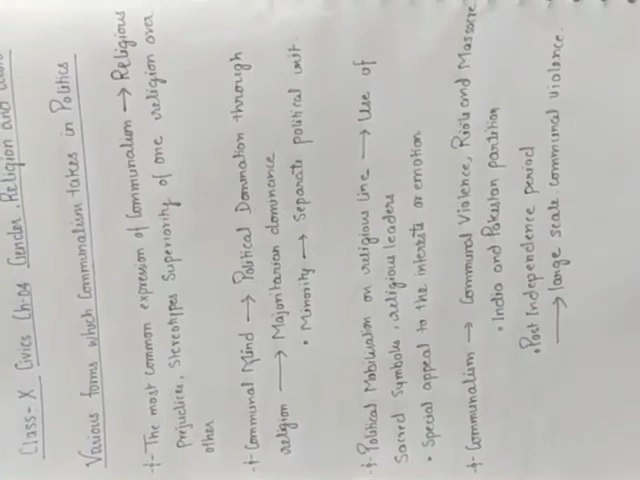 Class-X Civics Ch-04 Gender, Religion and
Various forms which Communalism takes in Politics
-|- The most common expression of Communalism → Religious
Prejudices, Stereotypes Superiority of one religion over
other
-|- Communal Mind → Political Dommation through
religion → Majoritarian dominance
• Minority → Separate political unit.
-|- Political Mobilisation on religious line → Use of
Sacred Symbols, religious leaders
• Special appeal to the interests or emotion
-|- Communalism → Communal Violence, Riots and Massacre
• India and Pakistan partition
• Post Independence period
→ large scale communal violence.